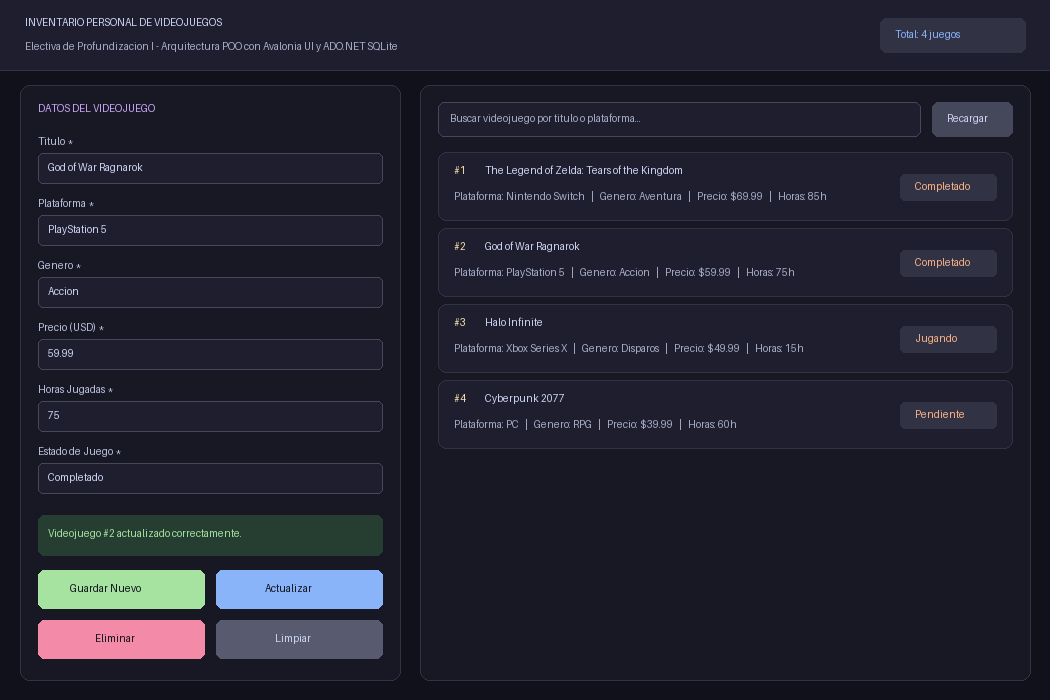 INVENTARIO PERSONAL DE VIDEOJUEGOS
Electiva de Profundizacion I - Arquitectura POO con Avalonia UI y ADO.NET SQLite
Total: 4 juegos
DATOS DEL VIDEOJUEGO
Titulo *
God of War Ragnarok
Plataforma *
PlayStation 5
Genero *
Accion
Precio (USD) *
59.99
Horas Jugadas *
75
Estado de Juego *
Completado
Videojuego #2 actualizado correctamente.
Guardar Nuevo
Actualizar
Eliminar
Limpiar
Buscar videojuego por titulo o plataforma...
Recargar
#1 The Legend of Zelda: Tears of the Kingdom
Plataforma: Nintendo Switch | Genero: Aventura | Precio: $69.99 | Horas: 85h
Completado
#2 God of War Ragnarok
Plataforma: PlayStation 5 | Genero: Accion | Precio: $59.99 | Horas: 75h
Completado
#3 Halo Infinite
Plataforma: Xbox Series X | Genero: Disparos | Precio: $49.99 | Horas: 15h
Jugando
#4 Cyberpunk 2077
Plataforma: PC | Genero: RPG | Precio: $39.99 | Horas: 60h
Pendiente